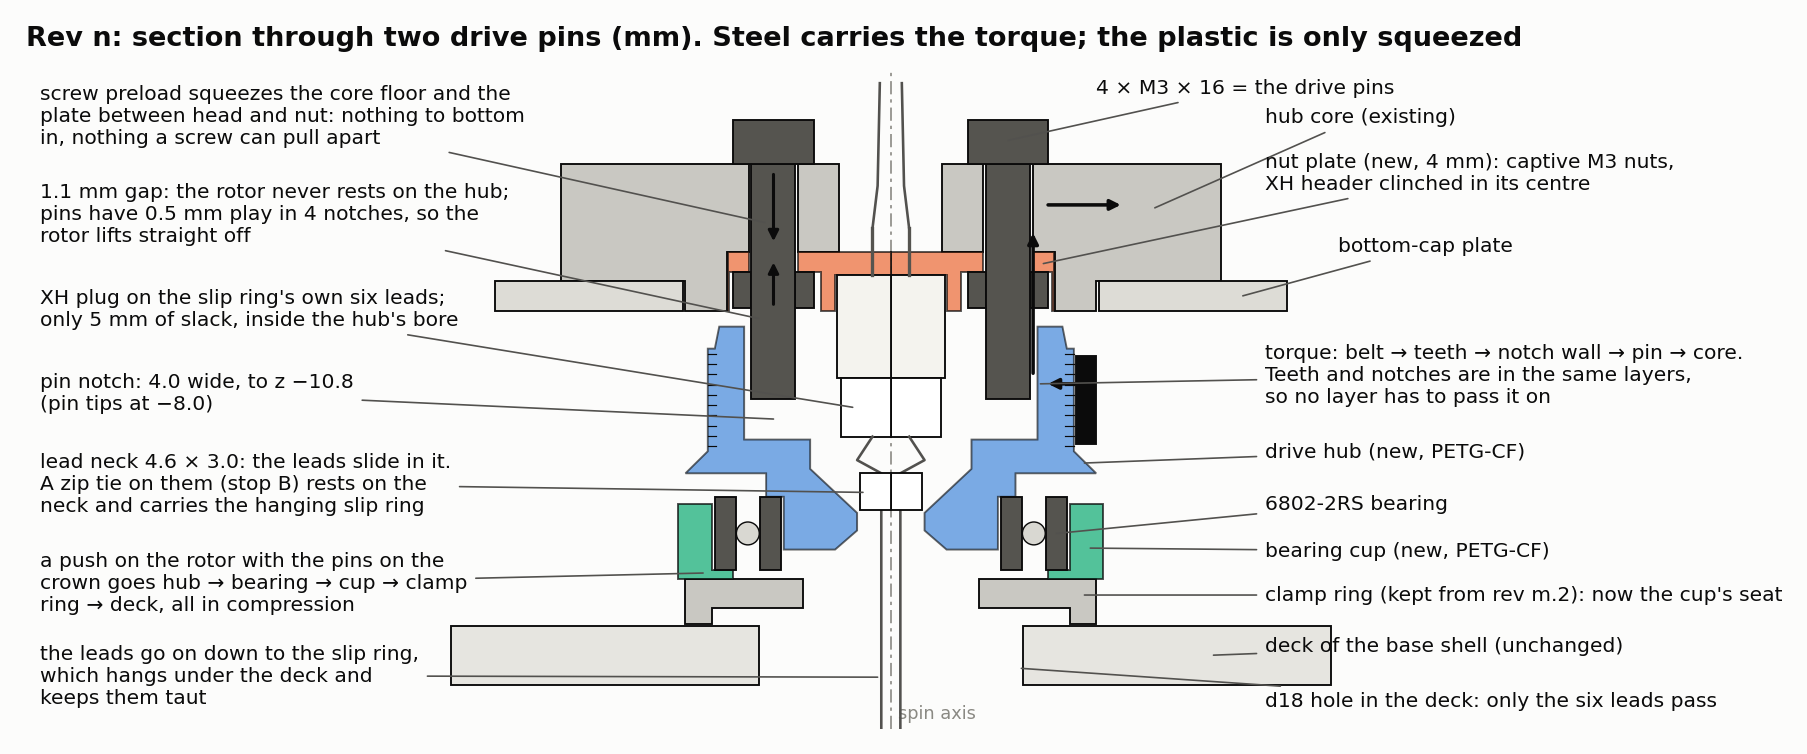 Rev n: section through two drive pins (mm). Steel carries the torque; the plastic is only squeezed
screw preload squeezes the core floor and the
plate between head and nut: nothing to bottom
in, nothing a screw can pull apart
1.1 mm gap: the rotor never rests on the hub;
pins have 0.5 mm play in 4 notches, so the
rotor lifts straight off
XH plug on the slip ring's own six leads;
only 5 mm of slack, inside the hub's bore
pin notch: 4.0 wide, to z −10.8
(pin tips at −8.0)
lead neck 4.6 × 3.0: the leads slide in it.
A zip tie on them (stop B) rests on the
neck and carries the hanging slip ring
a push on the rotor with the pins on the
crown goes hub → bearing → cup → clamp
ring → deck, all in compression
the leads go on down to the slip ring,
which hangs under the deck and
keeps them taut
4 × M3 × 16 = the drive pins
hub core (existing)
nut plate (new, 4 mm): captive M3 nuts,
XH header clinched in its centre
bottom-cap plate
torque: belt → teeth → notch wall → pin → core.
Teeth and notches are in the same layers,
so no layer has to pass it on
drive hub (new, PETG-CF)
6802-2RS bearing
bearing cup (new, PETG-CF)
clamp ring (kept from rev m.2): now the cup's seat
deck of the base shell (unchanged)
d18 hole in the deck: only the six leads pass
spin axis